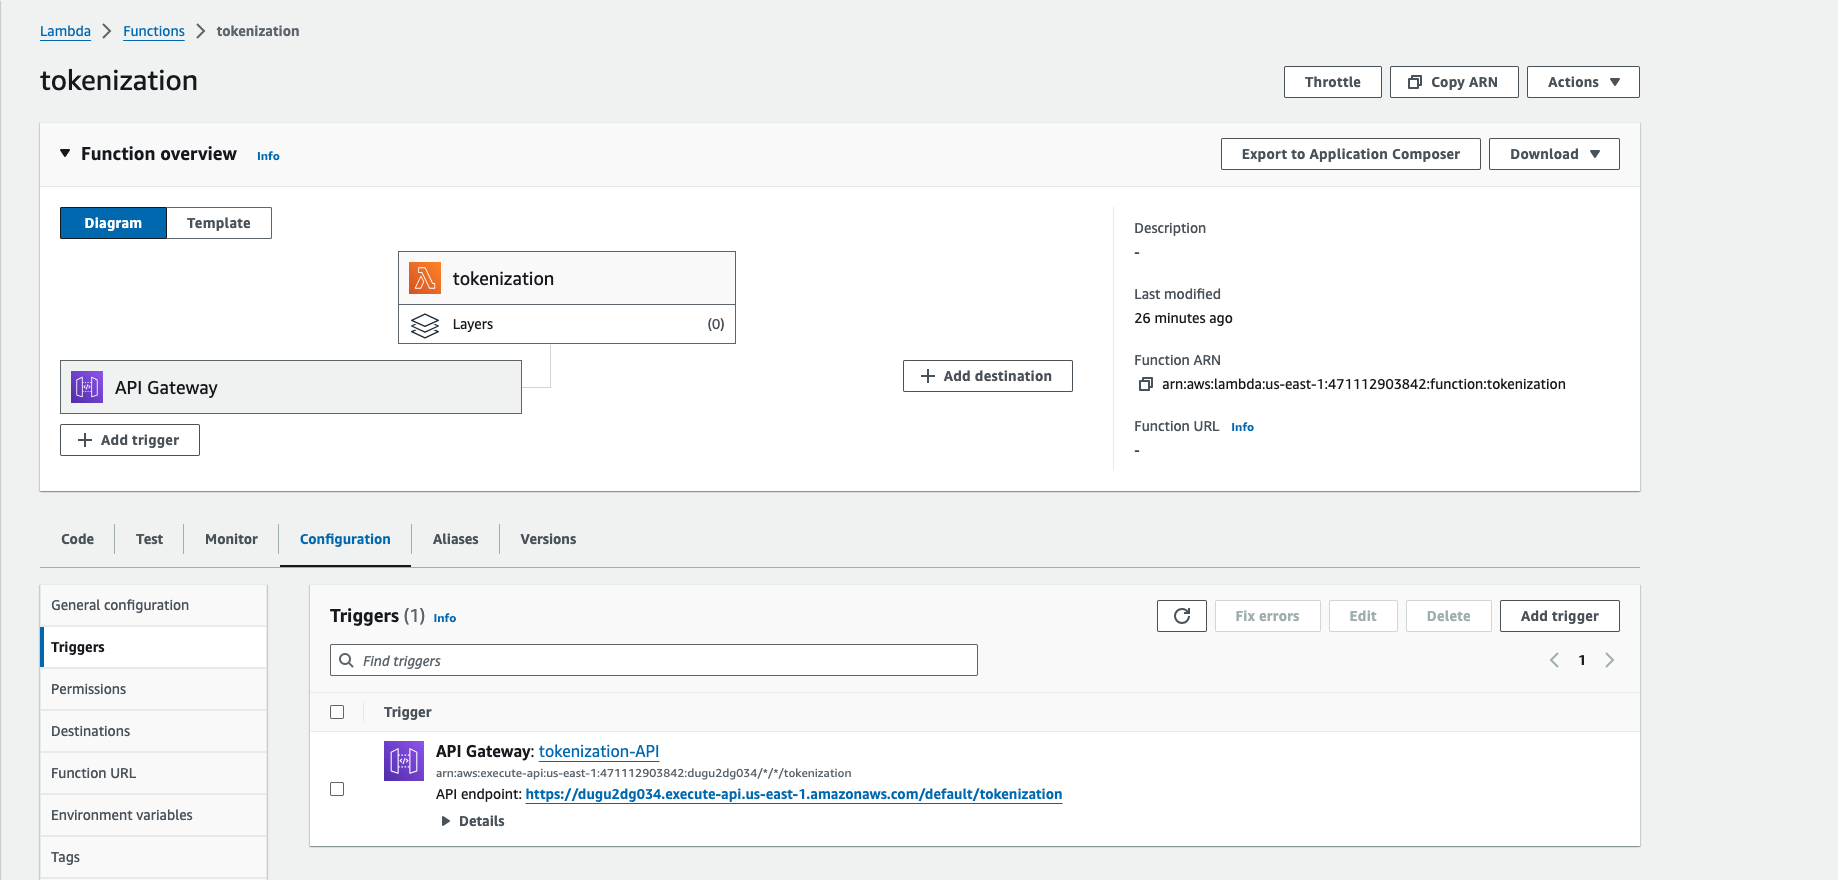 Lambda > Functions > tokenization
tokenization
Throttle
Copy ARN
Actions
Function overview Info
Export to Application Composer
Download
Diagram
Template
tokenization
Layers (0)
API Gateway
+ Add trigger
+ Add destination
Description
-
Last modified
26 minutes ago
Function ARN
arn:aws:lambda:us-east-1:471112903842:function:tokenization
Function URL Info
-
Code
Test
Monitor
Configuration
Aliases
Versions
General configuration
Triggers
Permissions
Destinations
Function URL
Environment variables
Tags
Triggers (1) Info
Fix errors
Edit
Delete
Add trigger
Find triggers
1
Trigger
API Gateway: tokenization-API
arn:aws:execute-api:us-east-1:471112903842:dugu2dg034/*/*/tokenization
API endpoint: https://dugu2dg034.execute-api.us-east-1.amazonaws.com/default/tokenization
Details